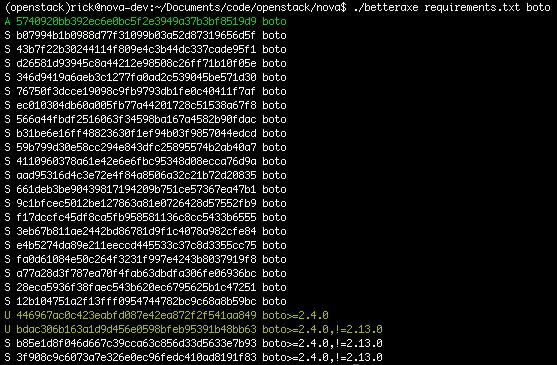 (openstack)rick@nova-dev:~/Documents/code/openstack/nova$ ./betteraxe requirements.txt boto
A 5740920bb392ec6e0bc5f2e3949a37b3bf8519d9 boto
S b07994b1b0988d77f31099b03a52d87319656d5f boto
S 43b7f22b30244114f809e4c3b44dc337cade95f1 boto
S d26581d93945c8a44212e98508c26ff71b10f05e boto
S 346d9419a6aeb3c1277fa0ad2c539045be571d30 boto
S 76750f3dcce19098c9fb9793db1fe0c40411f7af boto
S ec010304db60a005fb77a44201728c51538a67f8 boto
S 566a44fbdf2516063f34598ba167a4582b90fdac boto
S b31be6e16ff48823630f1ef94b03f9857044edcd boto
S 59b799d30e58cc294e843dfc25895574b2ab40a7 boto
S 4110960378a61e42e6e6fbc95348d08ecca76d9a boto
S aad95316d4c3e72e4f84a8506a32c21b72d20835 boto
S 661deb3be90439817194209b751ce57367ea47b1 boto
S 9c1bfcec5012be127863a81e0726428d57552fb9 boto
S f17dccfc45df8ca5fb958581136c8cc5433b6555 boto
S 3eb67b811ae2442bd86781d9f1c4078a982cfe84 boto
S e4b5274da89e211eeccd445533c37c8d3355cc75 boto
S fa0d61084e50c264f3231f997e4243b8037919f8 boto
S a77a28d3f787ea70f4fab63dbdfa306fe06936bc boto
S 28eca5936f38faec543b620ec6795625b1c47251 boto
S 12b104751a2f13fff0954744782bc9c68a8b59bc boto
U 446967ac0c423eabfd087e42ea872f2f541aa849 boto>=2.4.0
U bdac306b163a1d9d456e0598bfeb95391b48bb63 boto>=2.4.0,!=2.13.0
S b85e1d8f046d667c39cca63c856d33d5633e7b93 boto>=2.4.0,!=2.13.0
S 3f908c9c6073a7e326e0ec96fedc410ad8191f83 boto>=2.4.0,!=2.13.0